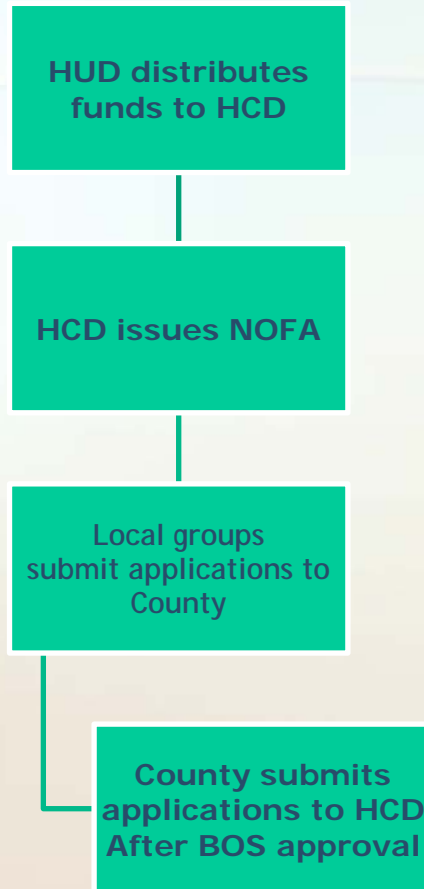 HUD distributes
funds to HCD
HCD issues NOFA
Local groups
submit applications to
County
County submits
applications to HCD
After BOS approval